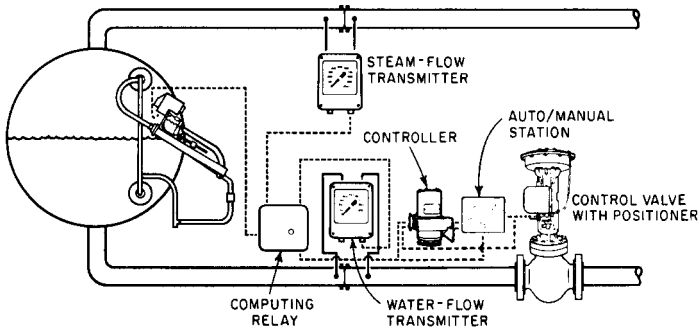 STEAM-FLOW
TRANSMITTER
AUTO/MANUAL
STATION
CONTROLLER
CONTROL VALVE
WITH POSITIONER
COMPUTING
RELAY
WATER-FLOW
TRANSMITTER